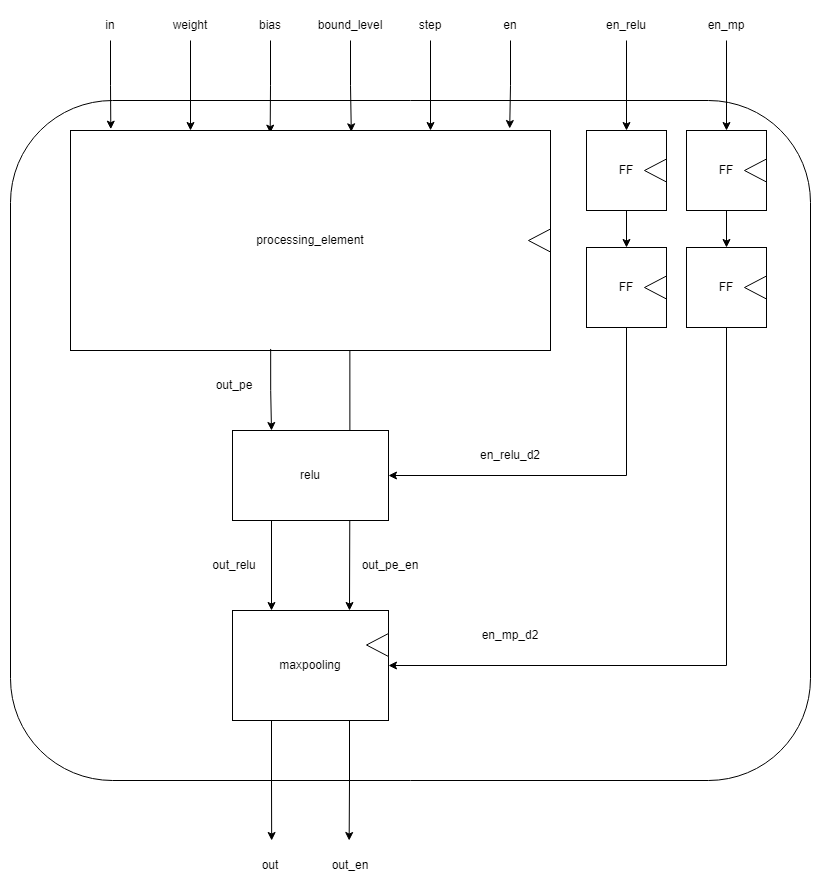 in
weight
bias
bound_level
step
en
en_relu
en_mp
FF
FF
processing_element
FF
FF
out_pe
en_relu_d2
relu
out_relu
out_pe_en
en_mp_d2
maxpooling
out
out_en